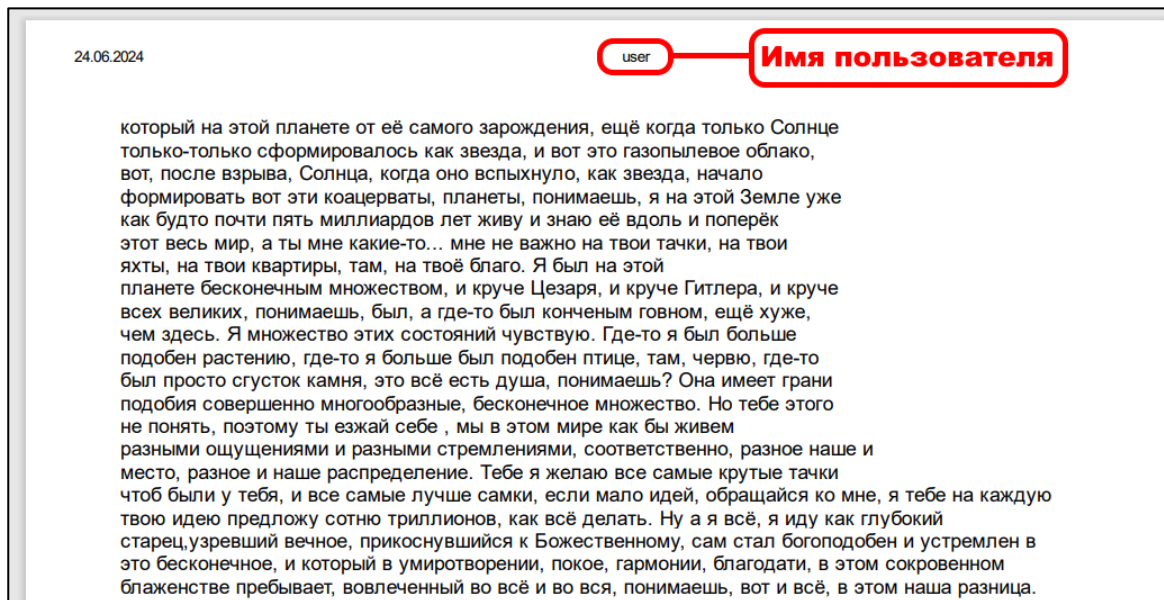 24.06.2024 user Имя пользователя
который на этой планете от её самого зарождения, ещё когда только Солнце
только-только сформировалось как звезда, и вот это газопылевое облако,
вот, после взрыва, Солнца, когда оно вспыхнуло, как звезда, начало
формировать вот эти коацерваты, планеты, понимаешь, я на этой Земле уже
как будто почти пять миллиардов лет живу и знаю её вдоль и поперёк
этот весь мир, а ты мне какие-то... мне не важно на твои тачки, на твои
яхты, на твои квартиры, там, на твоё благо. Я был на этой
планете бесконечным множеством, и круче Цезаря, и круче Гитлера, и круче
всех великих, понимаешь, был, а где-то был конченым говном, ещё хуже,
чем здесь. Я множество этих состояний чувствую. Где-то я был больше
подобен растению, где-то я больше был подобен птице, там, червю, где-то
был просто сгусток камня, это всё есть душа, понимаешь? Она имеет грани
подобия совершенно многообразные, бесконечное множество. Но тебе этого
не понять, поэтому ты езжай себе , мы в этом мире как бы живем
разными ощущениями и разными стремлениями, соответственно, разное наше и
место, разное и наше распределение. Тебе я желаю все самые крутые тачки
чтоб были у тебя, и все самые лучше самки, если мало идей, обращайся ко мне, я тебе на каждую
твою идею предложу сотню триллионов, как всё делать. Ну а я всё, я иду как глубокий
старец,узревший вечное, прикоснувшийся к Божественному, сам стал богоподобен и устремлен в
это бесконечное, и который в умиротворении, покое, гармонии, благодати, в этом сокровенном
блаженстве пребывает, вовлеченный во всё и во вся, понимаешь, вот и всё, в этом наша разница.